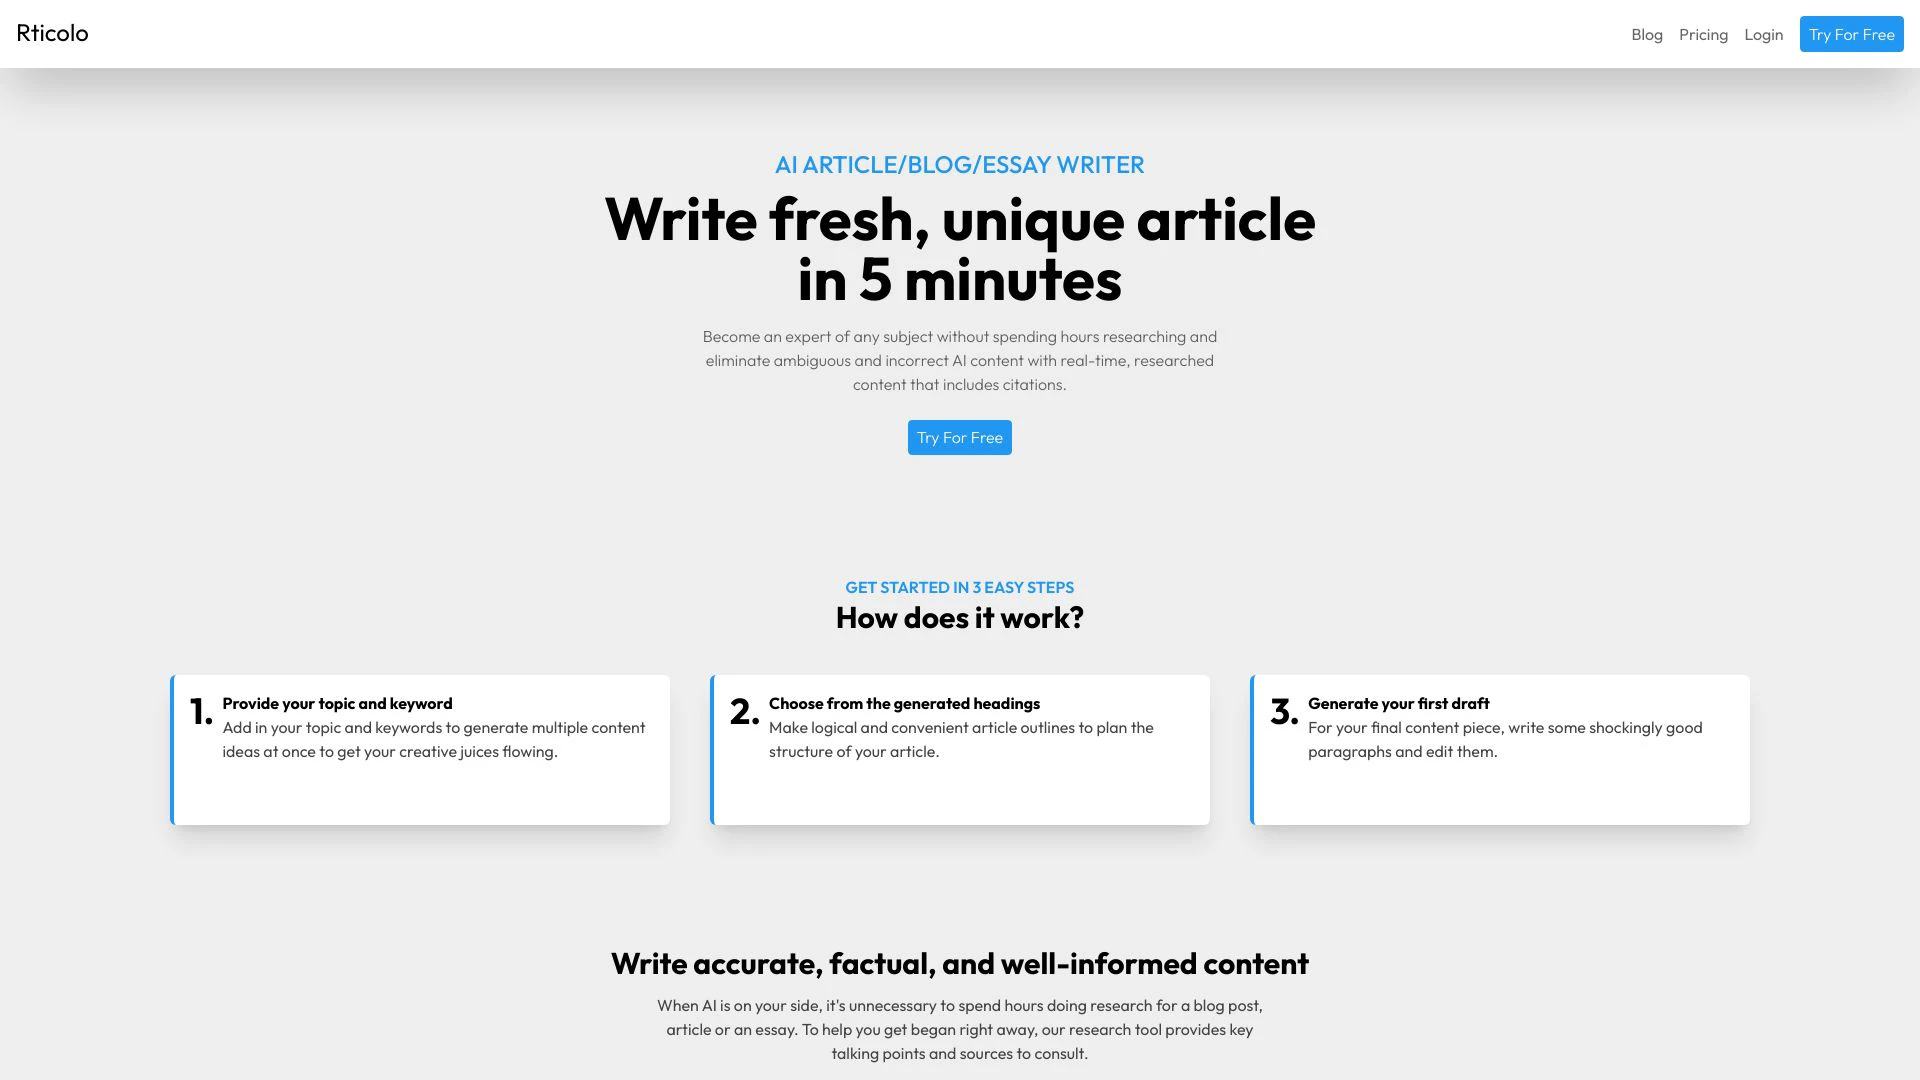 Rticolo
Blog
Pricing
Login
Try For Free
AI ARTICLE/BLOG/ESSAY WRITER
Write fresh, unique article
in 5 minutes
Become an expert of any subject without spending hours researching and
eliminate ambiguous and incorrect AI content with real-time, researched
content that includes citations.
Try For Free
GET STARTED IN 3 EASY STEPS
How does it work?
1.
Provide your topic and keyword
Add in your topic and keywords to generate multiple content
ideas at once to get your creative juices flowing.
2.
Choose from the generated headings
Make logical and convenient article outlines to plan the
structure of your article.
3.
Generate your first draft
For your final content piece, write some shockingly good
paragraphs and edit them.
Write accurate, factual, and well-informed content
When AI is on your side, it's unnecessary to spend hours doing research for a blog post,
article or an essay. To help you get began right away, our research tool provides key
talking points and sources to consult.